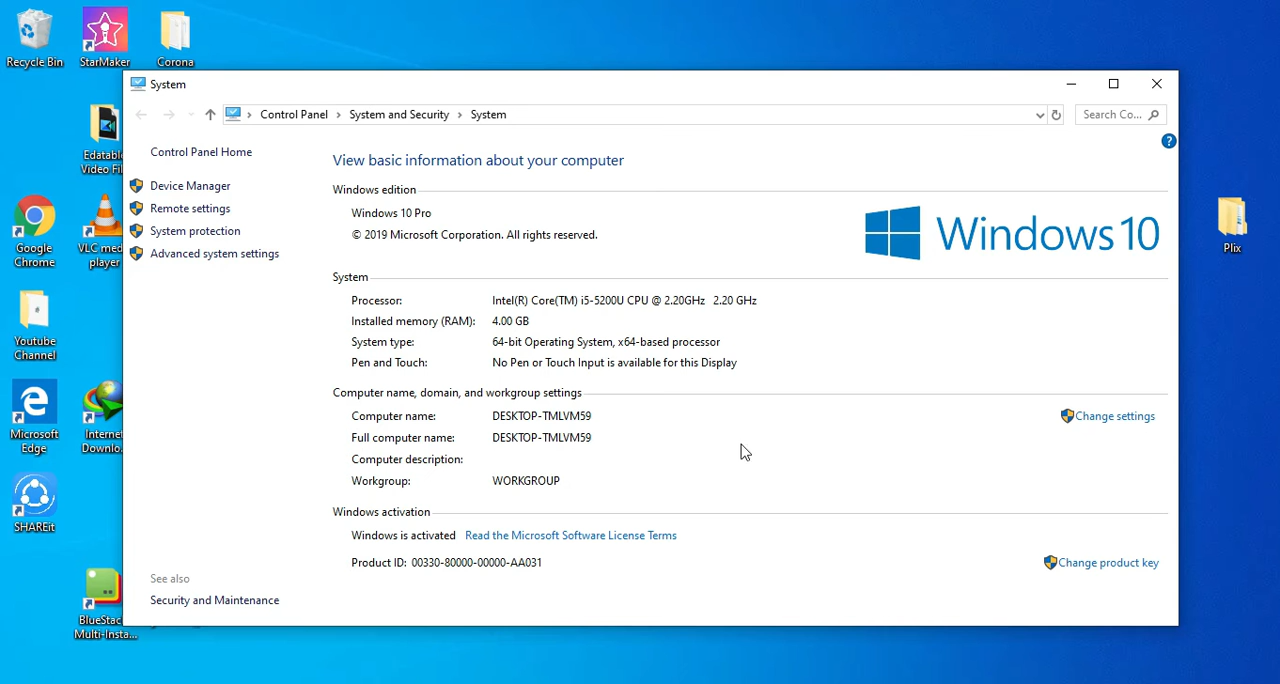 Recycle Bin
StarMaker
Corona
System
Control Panel > System and Security > System
Search Co...
Edatable
Video Fil
Google
Chrome
VLC med
player
Youtube
Channel
Microsoft
Edge
Internet
Downlo...
SHAREit
BlueStac
Multi-Insta...
Control Panel Home
Device Manager
Remote settings
System protection
Advanced system settings
See also
Security and Maintenance
?
View basic information about your computer
Windows edition
Windows 10 Pro
© 2019 Microsoft Corporation. All rights reserved.
Windows 10
System
Processor: Intel(R) Core(TM) i5-5200U CPU @ 2.20GHz 2.20 GHz
Installed memory (RAM): 4.00 GB
System type: 64-bit Operating System, x64-based processor
Pen and Touch: No Pen or Touch Input is available for this Display
Computer name, domain, and workgroup settings
Computer name: DESKTOP-TMLVM59
Change settings
Full computer name: DESKTOP-TMLVM59
Computer description:
Workgroup: WORKGROUP
Windows activation
Windows is activated Read the Microsoft Software License Terms
Product ID: 00330-80000-00000-AA031
Change product key
Plix